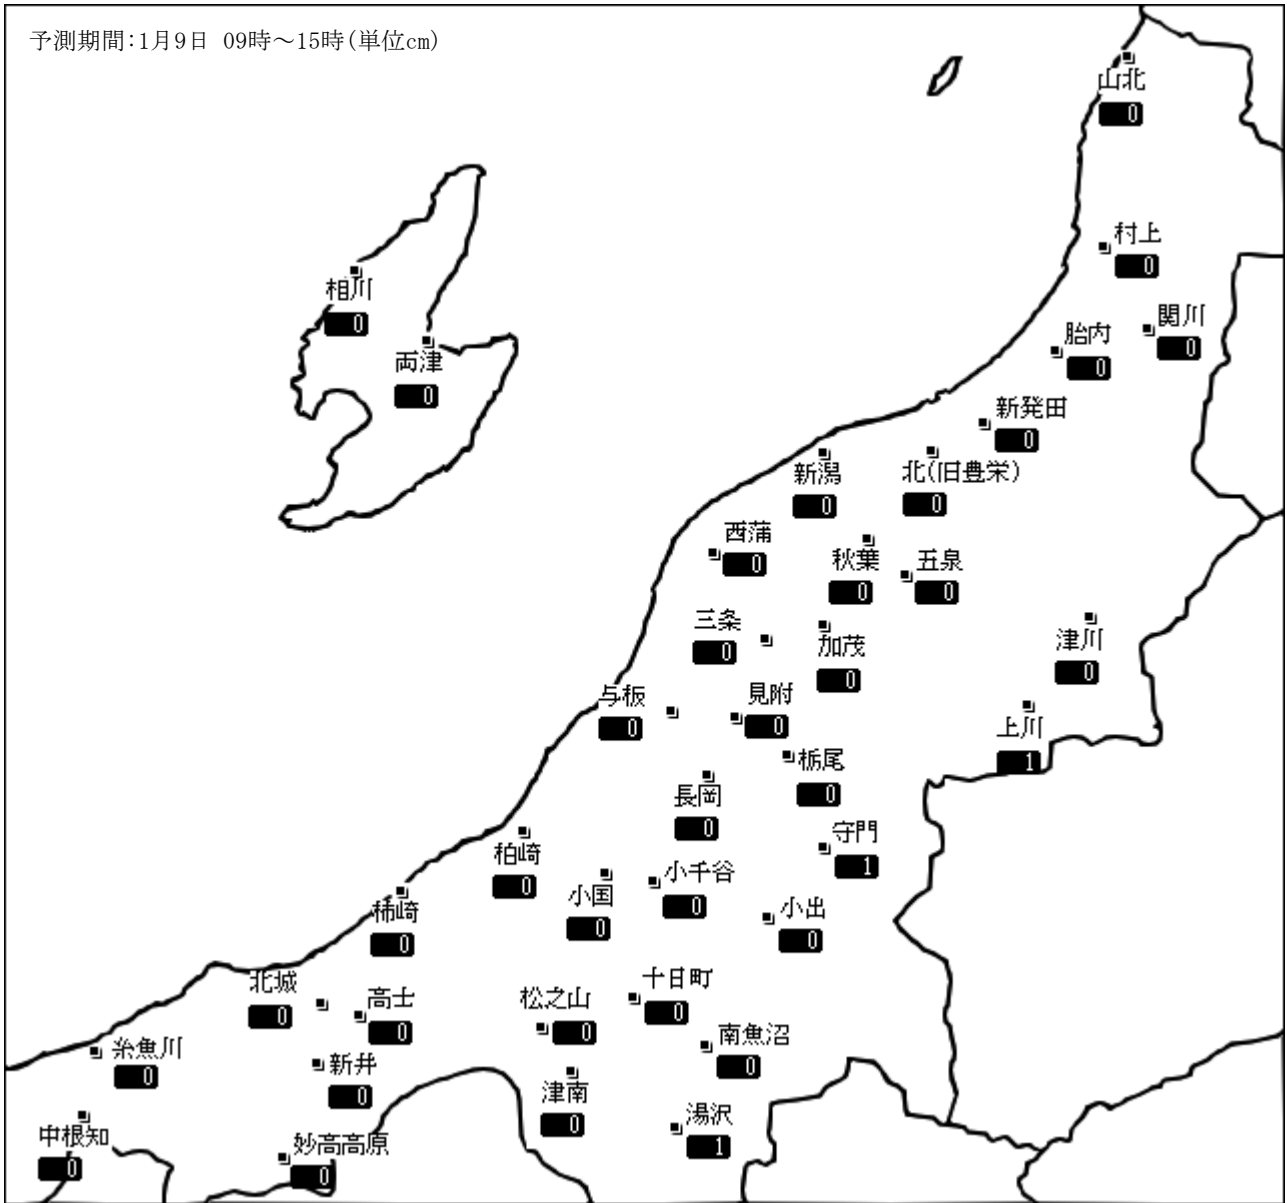 予測期間:1月9日 09時～15時(単位cm)
山北
0
村上
0
相川
0
関川
0
胎内
0
両津
0
新発田
0
新潟
0
北(旧豊栄)
0
西蒲
0
秋葉
0
五泉
0
三条
0
加茂
0
津川
0
与板
0
見附
0
上川
1
栃尾
0
長岡
0
守門
1
柏崎
0
小千谷
0
小国
0
小出
0
柿崎
0
北城
0
高士
0
松之山
0
十日町
0
南魚沼
0
糸魚川
0
新井
0
津南
0
湯沢
1
中根知
0
妙高高原
0